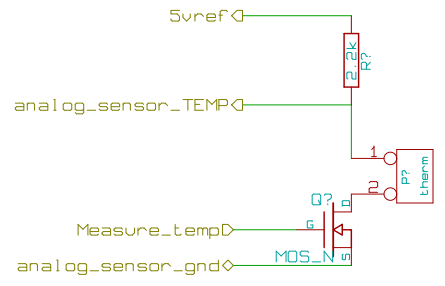 5vref
2.2k
R?
analog_sensor_TEMP
1
P?
therm
2
Q?
D
Measure_temp
G
MOS_N
S
analog_sensor_gnd